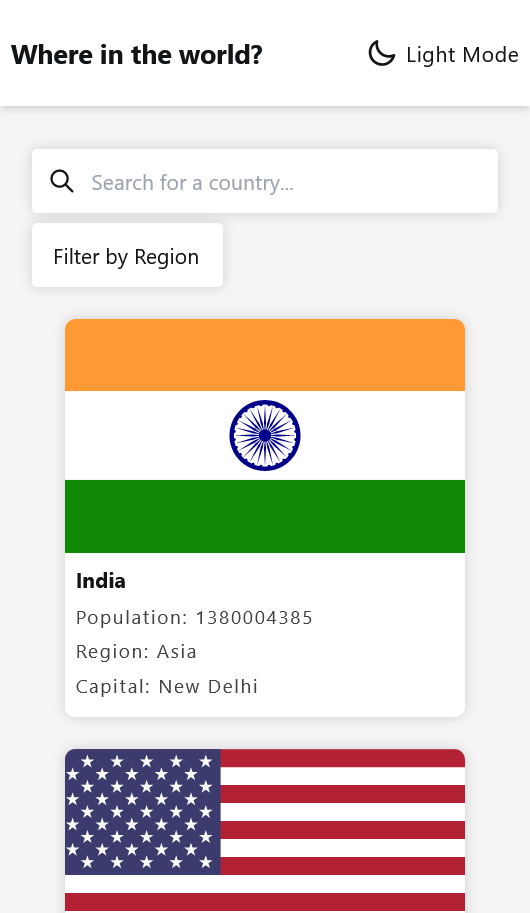 Where in the world?
Light Mode
Search for a country...
Filter by Region
India
Population: 1380004385
Region: Asia
Capital: New Delhi